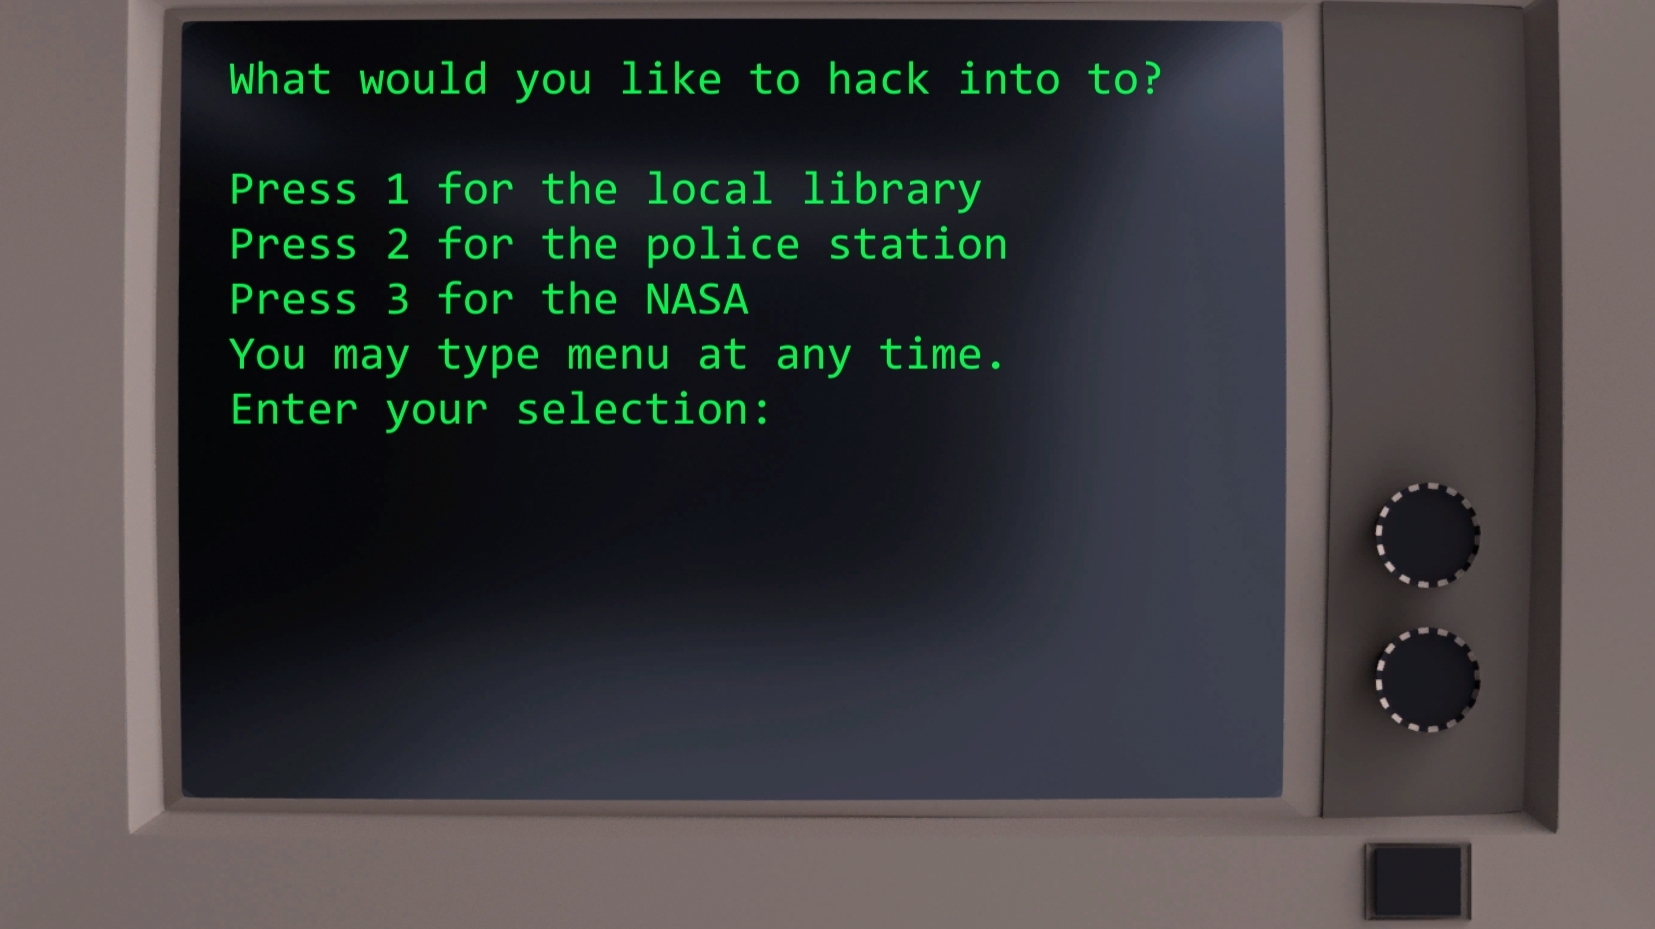 What would you like to hack into to?
Press 1 for the local library
Press 2 for the police station
Press 3 for the NASA
You may type menu at any time.
Enter your selection: